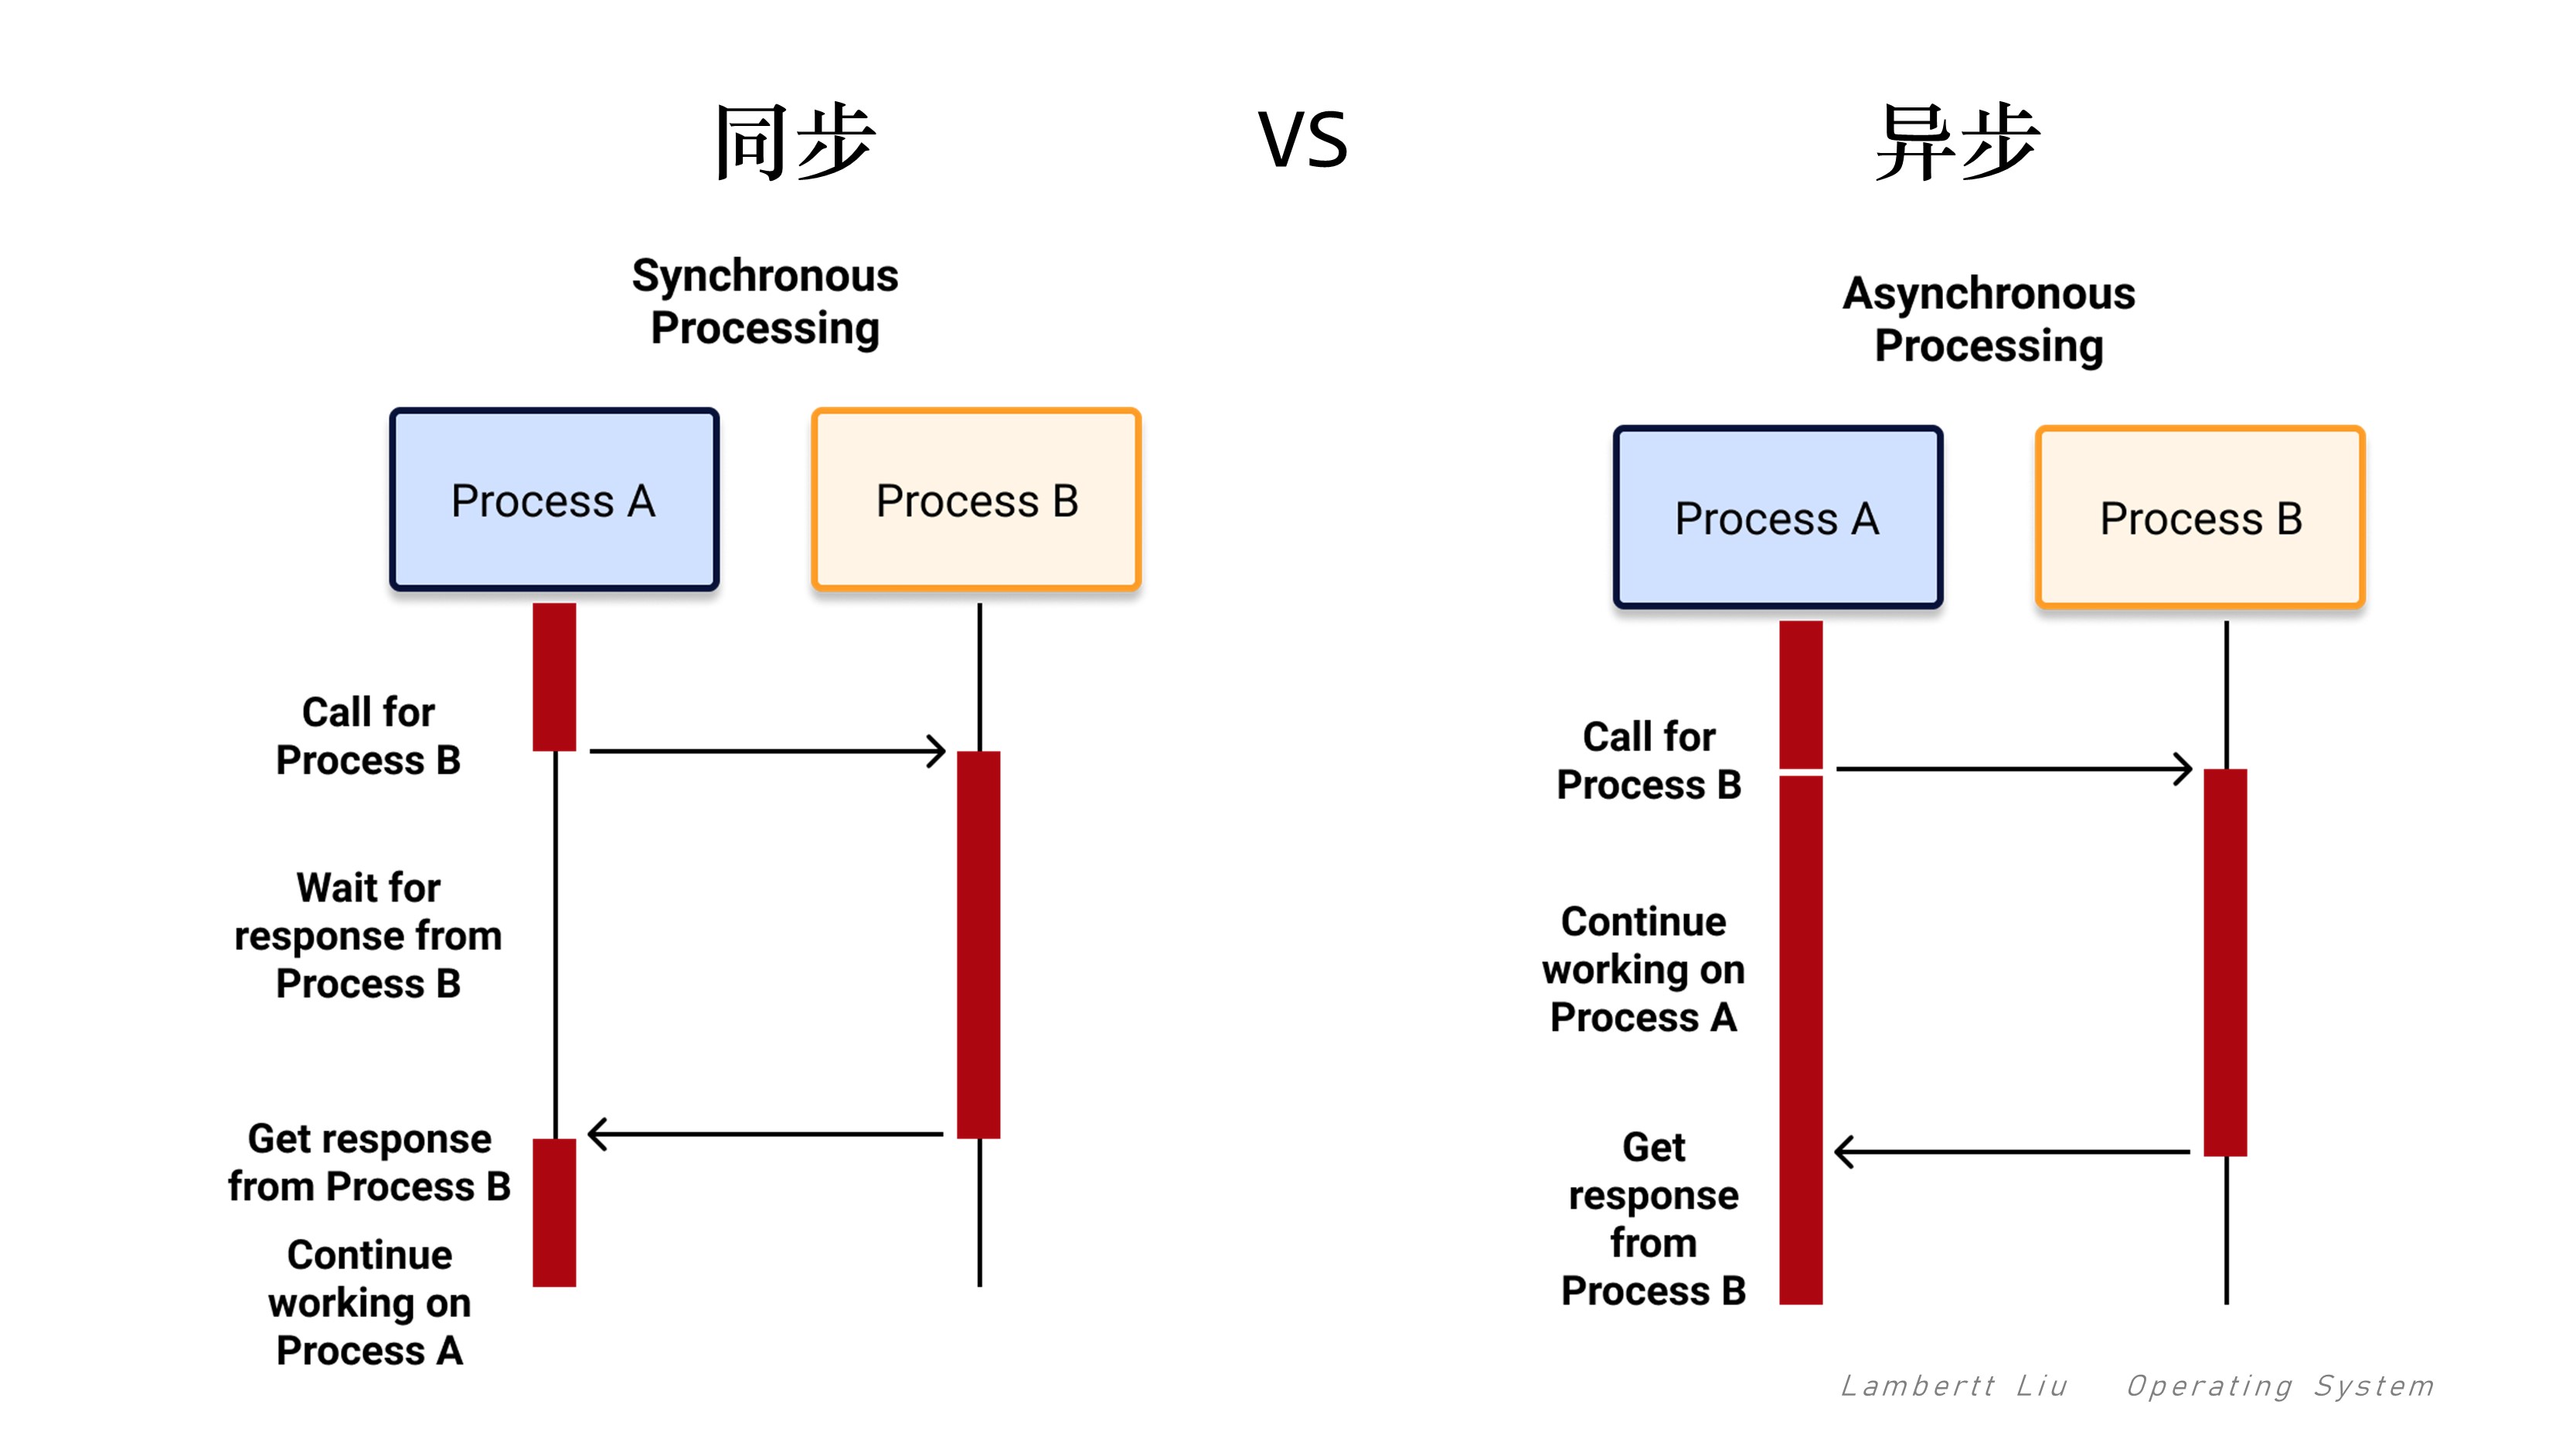 同步
VS
异步
Synchronous
Processing
Process A
Process B
Call for
Process B
Wait for
response from
Process B
Get response
from Process B
Continue
working on
Process A
Asynchronous
Processing
Process A
Process B
Call for
Process B
Continue
working on
Process A
Get
response
from
Process B
Lambertt Liu Operating System